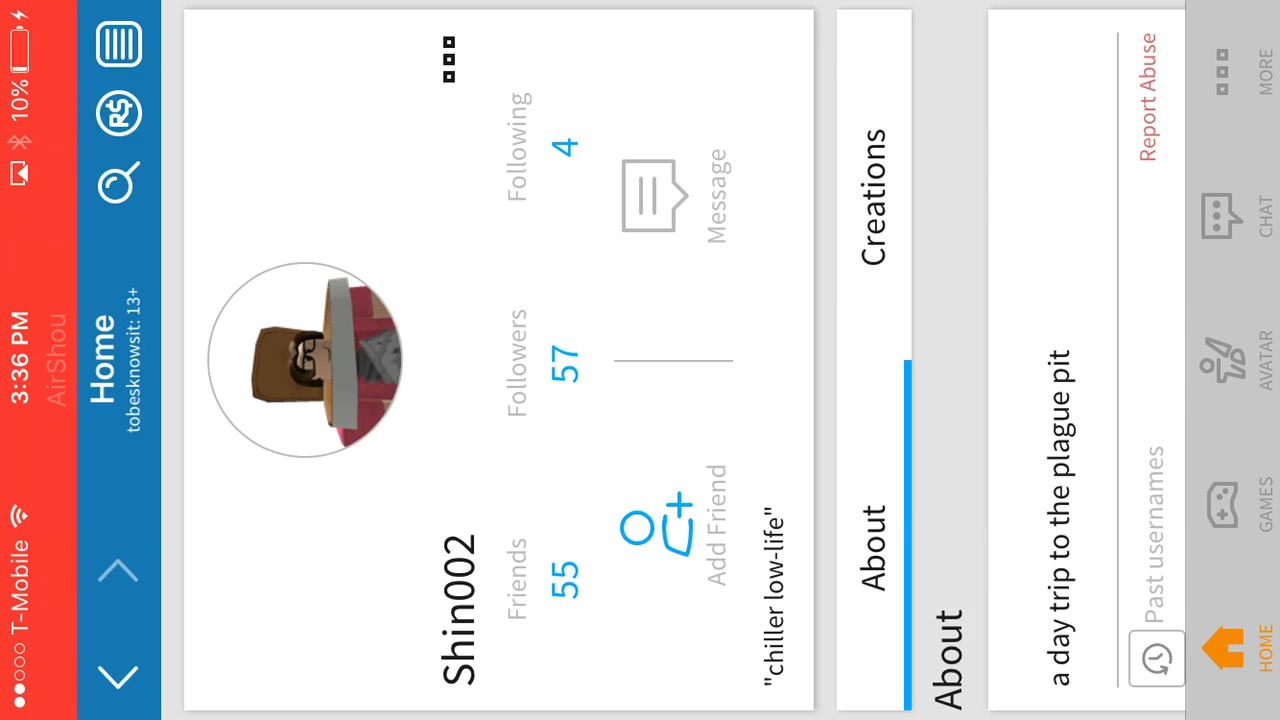 T-Mobile 3:36 PM 10%
AirShou
Home
tobesknowsit: 13+
R$
Shin002
Friends Followers Following
55 57 4
Add Friend Message
"chiller low-life"
About Creations
About
a day trip to the plague pit
Past usernames Report Abuse
HOME GAMES AVATAR CHAT MORE